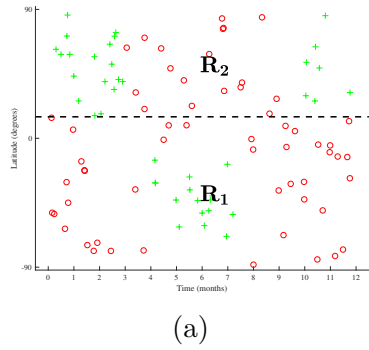 90
R2
Latitude (degrees)
0
R1
-90
0 1 2 3 4 5 6 7 8 9 10 11 12
Time (months)
(a)